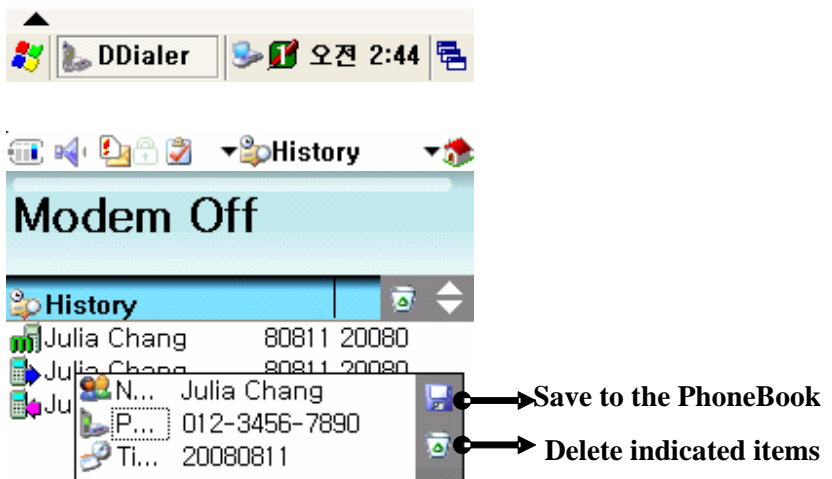 DDialer 오전 2:44
History
Modem Off
History
Julia Chang 80811 20080
Julia Chang 80811 20080
Ju
N... Julia Chang
P... 012-3456-7890
Ti... 20080811
Save to the PhoneBook
Delete indicated items